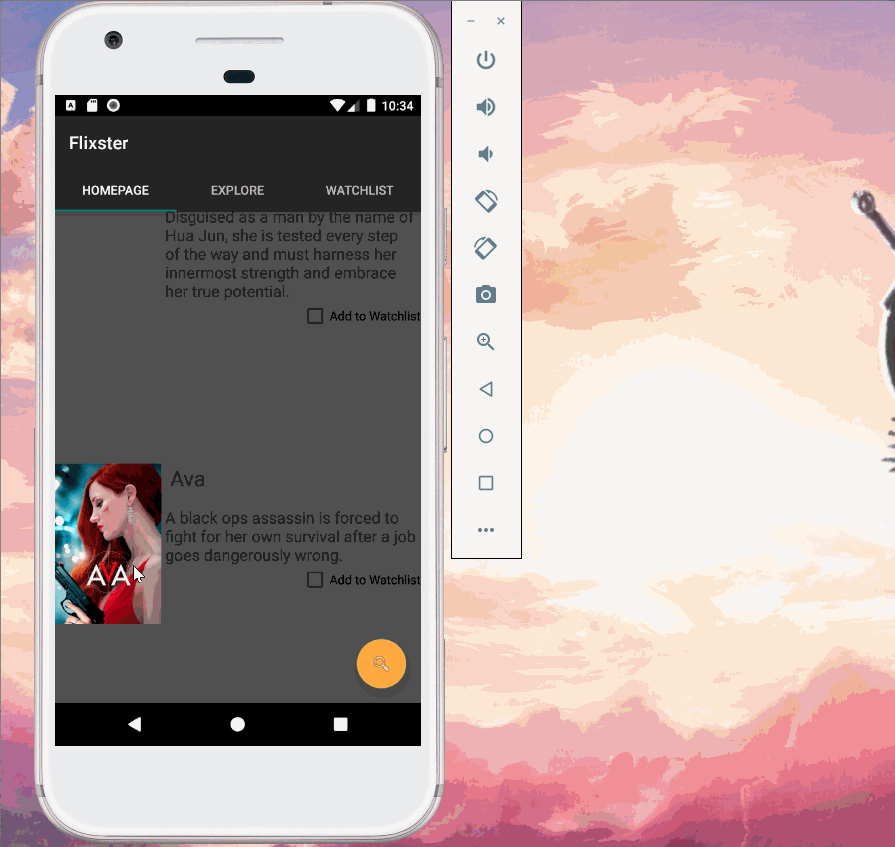 10:34
Flixster
HOMEPAGE EXPLORE WATCHLIST
Disguised as a man by the name of
Hua Jun, she is tested every step
of the way and must harness her
innermost strength and embrace
her true potential.
Add to Watchlist
Ava
A black ops assassin is forced to
fight for her own survival after a job
goes dangerously wrong.
AVA
Add to Watchlist